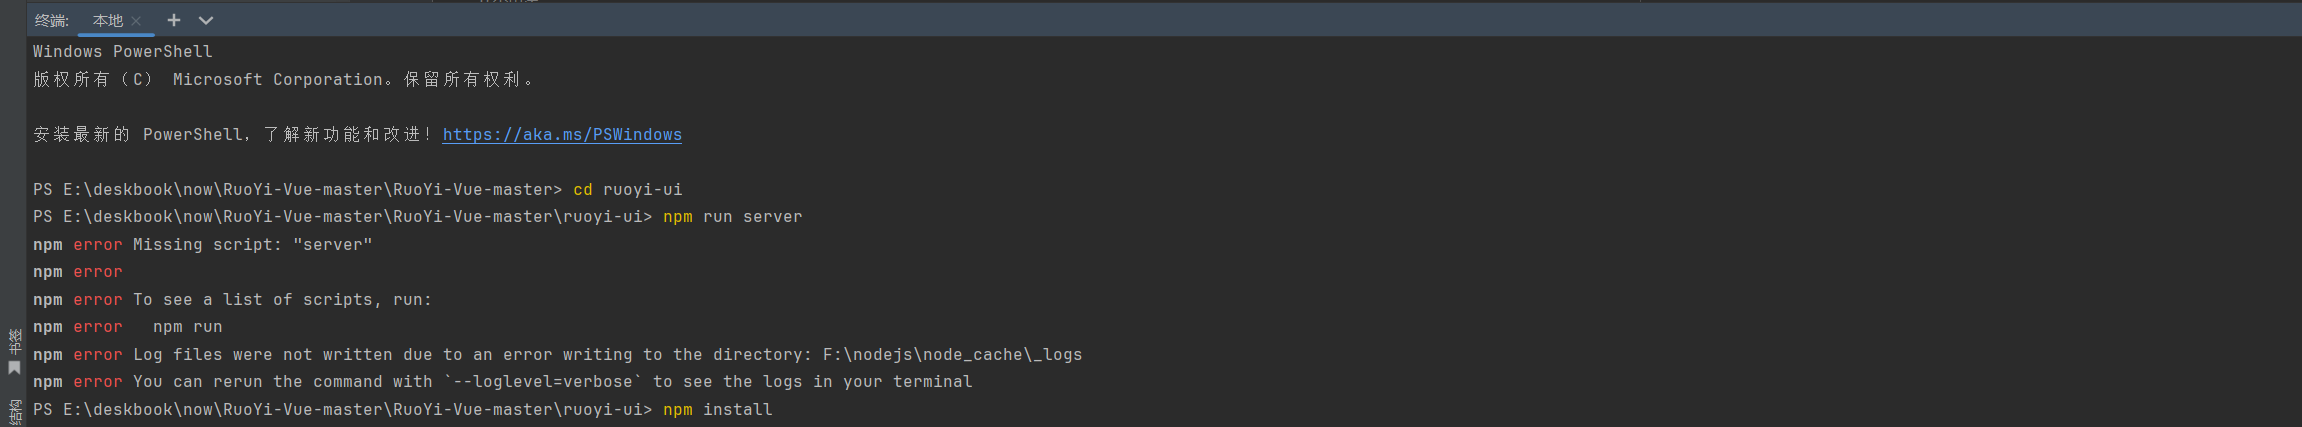 终端: 本地
Windows PowerShell
版权所有（C） Microsoft Corporation。保留所有权利。
安装最新的 PowerShell，了解新功能和改进！https://aka.ms/PSWindows
PS E:\deskbook\now\RuoYi-Vue-master\RuoYi-Vue-master> cd ruoyi-ui
PS E:\deskbook\now\RuoYi-Vue-master\RuoYi-Vue-master\ruoyi-ui> npm run server
npm error Missing script: "server"
npm error
npm error To see a list of scripts, run:
npm error   npm run
npm error Log files were not written due to an error writing to the directory: F:\nodejs\node_cache\_logs
npm error You can rerun the command with `--loglevel=verbose` to see the logs in your terminal
PS E:\deskbook\now\RuoYi-Vue-master\RuoYi-Vue-master\ruoyi-ui> npm install
书签
结构